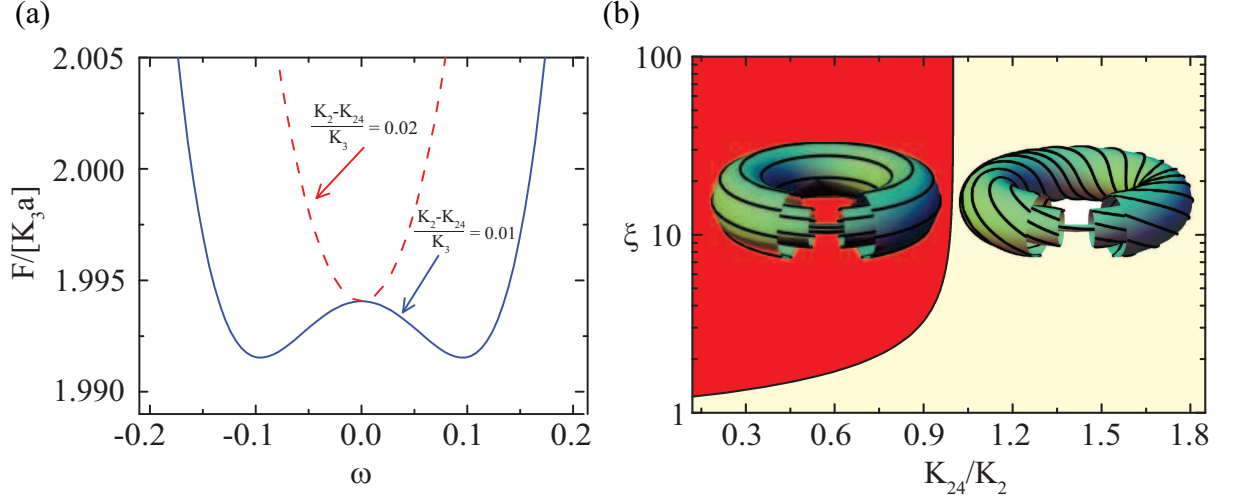 (a)
2.005
2.000
1.995
1.990
F/[K₃a]
K₂-K₂₄
K₃
= 0.02
K₂-K₂₄
K₃
= 0.01
-0.2
-0.1
0.0
0.1
0.2
ω
(b)
100
10
1
ξ
0.3
0.6
0.9
1.2
1.5
1.8
K₂₄/K₂